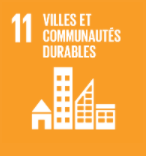 11 VILLES ET
COMMUNAUTÉS
DURABLES